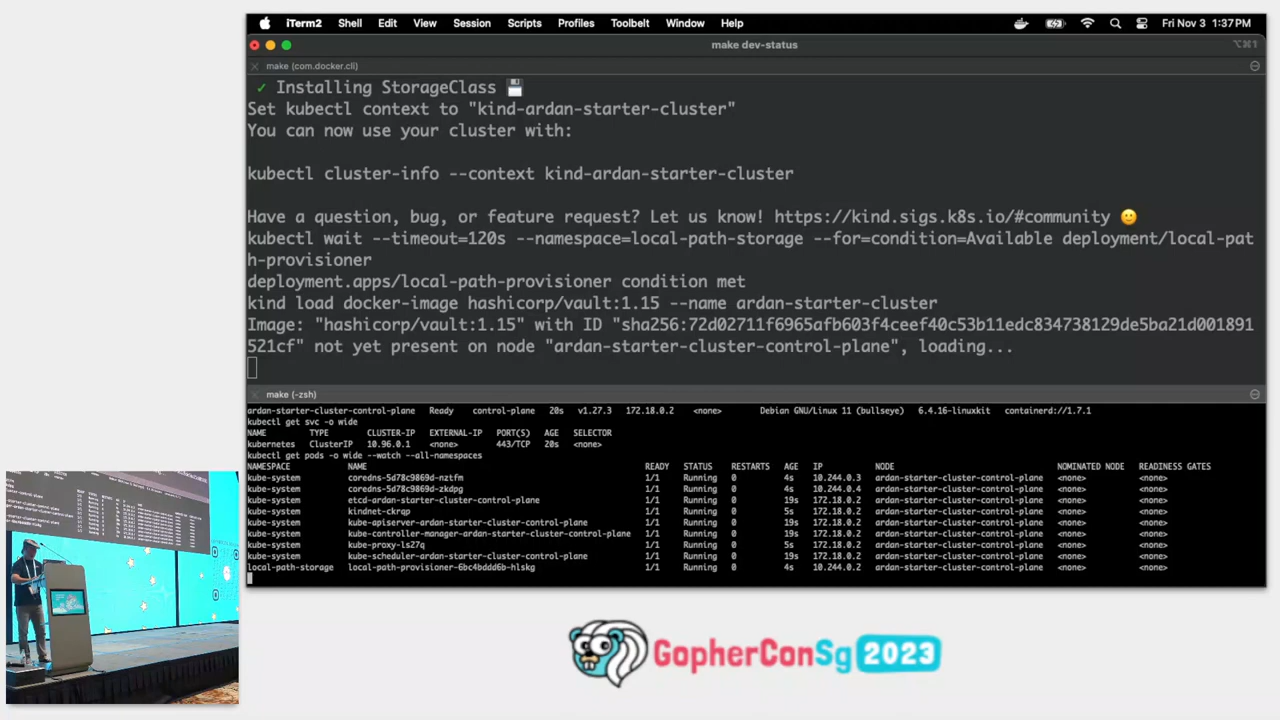 iTerm2 Shell Edit View Session Scripts Profiles Toolbelt Window Help Fri Nov 3 1:37 PM
make dev-status ⌥⌘1
make (com.docker.cli)
✓ Installing StorageClass 💾
Set kubectl context to "kind-ardan-starter-cluster"
You can now use your cluster with:
kubectl cluster-info --context kind-ardan-starter-cluster
Have a question, bug, or feature request? Let us know! https://kind.sigs.k8s.io/#community 🙂
kubectl wait --timeout=120s --namespace=local-path-storage --for=condition=Available deployment/local-pat
h-provisioner
deployment.apps/local-path-provisioner condition met
kind load docker-image hashicorp/vault:1.15 --name ardan-starter-cluster
Image: "hashicorp/vault:1.15" with ID "sha256:72d02711f6965afb603f4ceef40c53b11edc834738129de5ba21d001891
521cf" not yet present on node "ardan-starter-cluster-control-plane", loading...
make (-zsh)
ardan-starter-cluster-control-plane Ready control-plane 20s v1.27.3 172.18.0.2 <none> Debian GNU/Linux 11 (bullseye) 6.4.16-linuxkit containerd://1.7.1
kubectl get svc -o wide
NAME TYPE CLUSTER-IP EXTERNAL-IP PORT(S) AGE SELECTOR
kubernetes ClusterIP 10.96.0.1 <none> 443/TCP 20s <none>
kubectl get pods -o wide --watch --all-namespaces
NAMESPACE NAME READY STATUS RESTARTS AGE IP NODE NOMINATED NODE READINESS GATES
kube-system coredns-5d78c9869d-nztfm 1/1 Running 0 4s 10.244.0.3 ardan-starter-cluster-control-plane <none> <none>
kube-system coredns-5d78c9869d-zkdpg 1/1 Running 0 4s 10.244.0.4 ardan-starter-cluster-control-plane <none> <none>
kube-system etcd-ardan-starter-cluster-control-plane 1/1 Running 0 19s 172.18.0.2 ardan-starter-cluster-control-plane <none> <none>
kube-system kindnet-ckrqp 1/1 Running 0 5s 172.18.0.2 ardan-starter-cluster-control-plane <none> <none>
kube-system kube-apiserver-ardan-starter-cluster-control-plane 1/1 Running 0 19s 172.18.0.2 ardan-starter-cluster-control-plane <none> <none>
kube-system kube-controller-manager-ardan-starter-cluster-control-plane 1/1 Running 0 19s 172.18.0.2 ardan-starter-cluster-control-plane <none> <none>
kube-system kube-proxy-ls27q 1/1 Running 0 5s 172.18.0.2 ardan-starter-cluster-control-plane <none> <none>
kube-system kube-scheduler-ardan-starter-cluster-control-plane 1/1 Running 0 19s 172.18.0.2 ardan-starter-cluster-control-plane <none> <none>
local-path-storage local-path-provisioner-6bc4bddd6b-hlskg 1/1 Running 0 4s 10.244.0.2 ardan-starter-cluster-control-plane <none> <none>
GopherConSg 2023